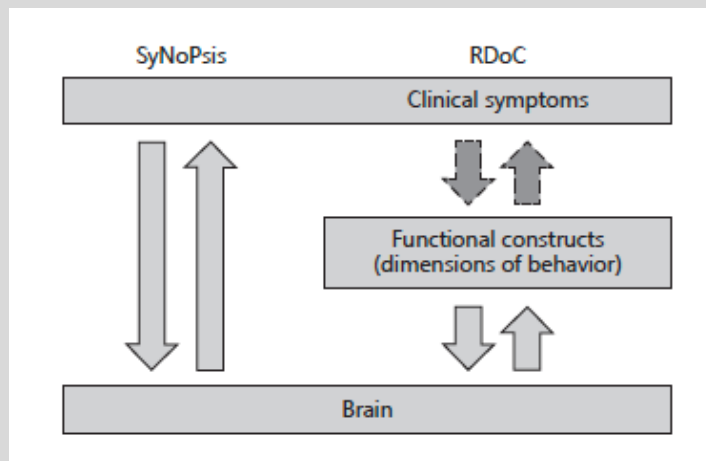 SyNoPsis RDoC
Clinical symptoms
Functional constructs
(dimensions of behavior)
Brain